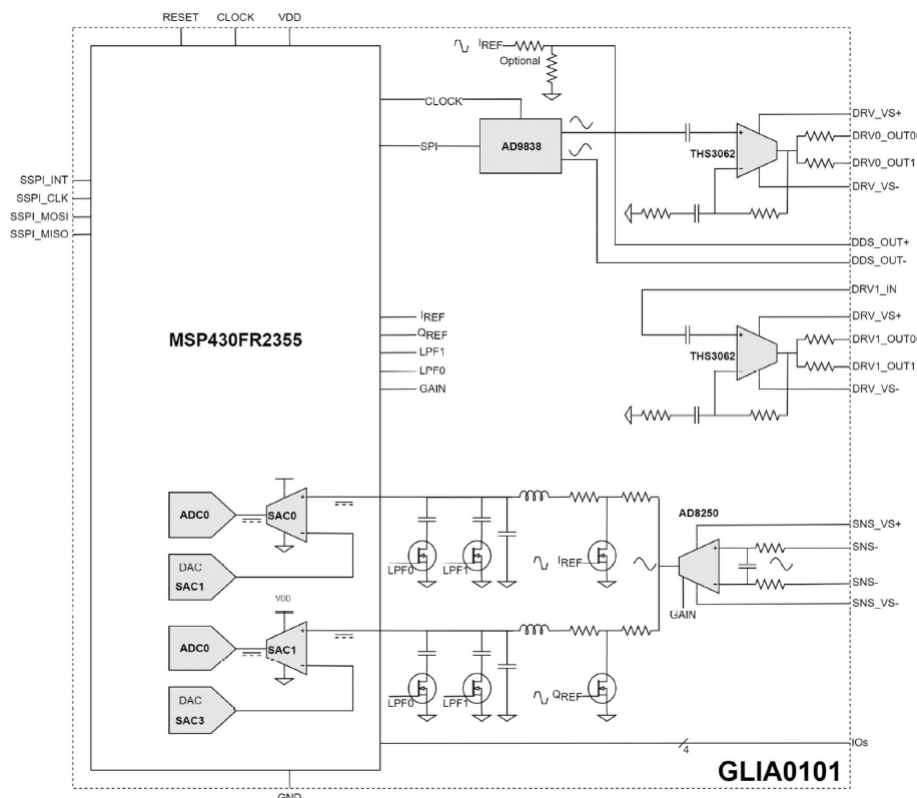 RESET CLOCK VDD
IREF
Optional
CLOCK
SPI
AD9838
THS3062
DRV_VS+
DRV0_OUT0
DRV0_OUT1
DRV_VS-
SSPI_INT
SSPI_CLK
SSPI_MOSI
SSPI_MISO
DDS_OUT+
DDS_OUT-
DRV1_IN
MSP430FR2355
IREF
QREF
LPF1
LPF0
GAIN
THS3062
DRV_VS+
DRV1_OUT0
DRV1_OUT1
DRV_VS-
ADC0
SAC0
DAC
SAC1
LPF0
LPF1
IREF
AD8250
GAIN
SNS_VS+
SNS-
SNS-
SNS_VS-
VDD
ADC0
SAC1
DAC
SAC3
LPF0
LPF1
QREF
4
IOs
GLIA0101
GND